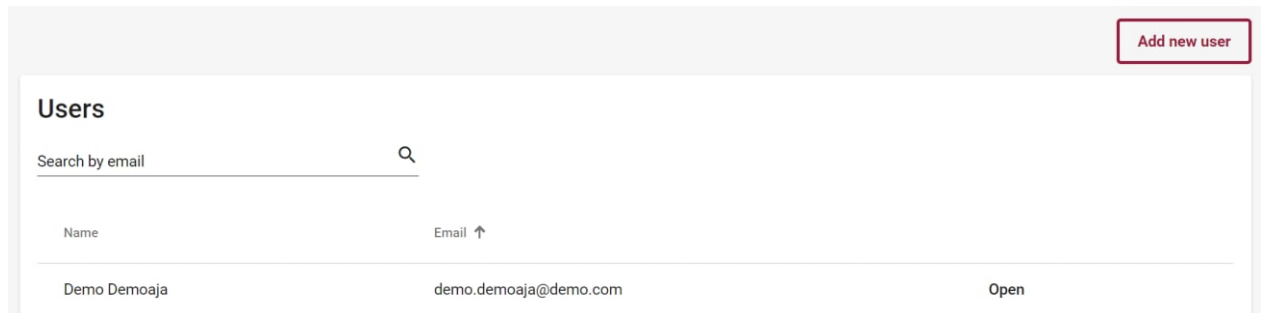 Add new user
Users
Search by email
Name Email ↑
Demo Demoaja demo.demoaja@demo.com Open